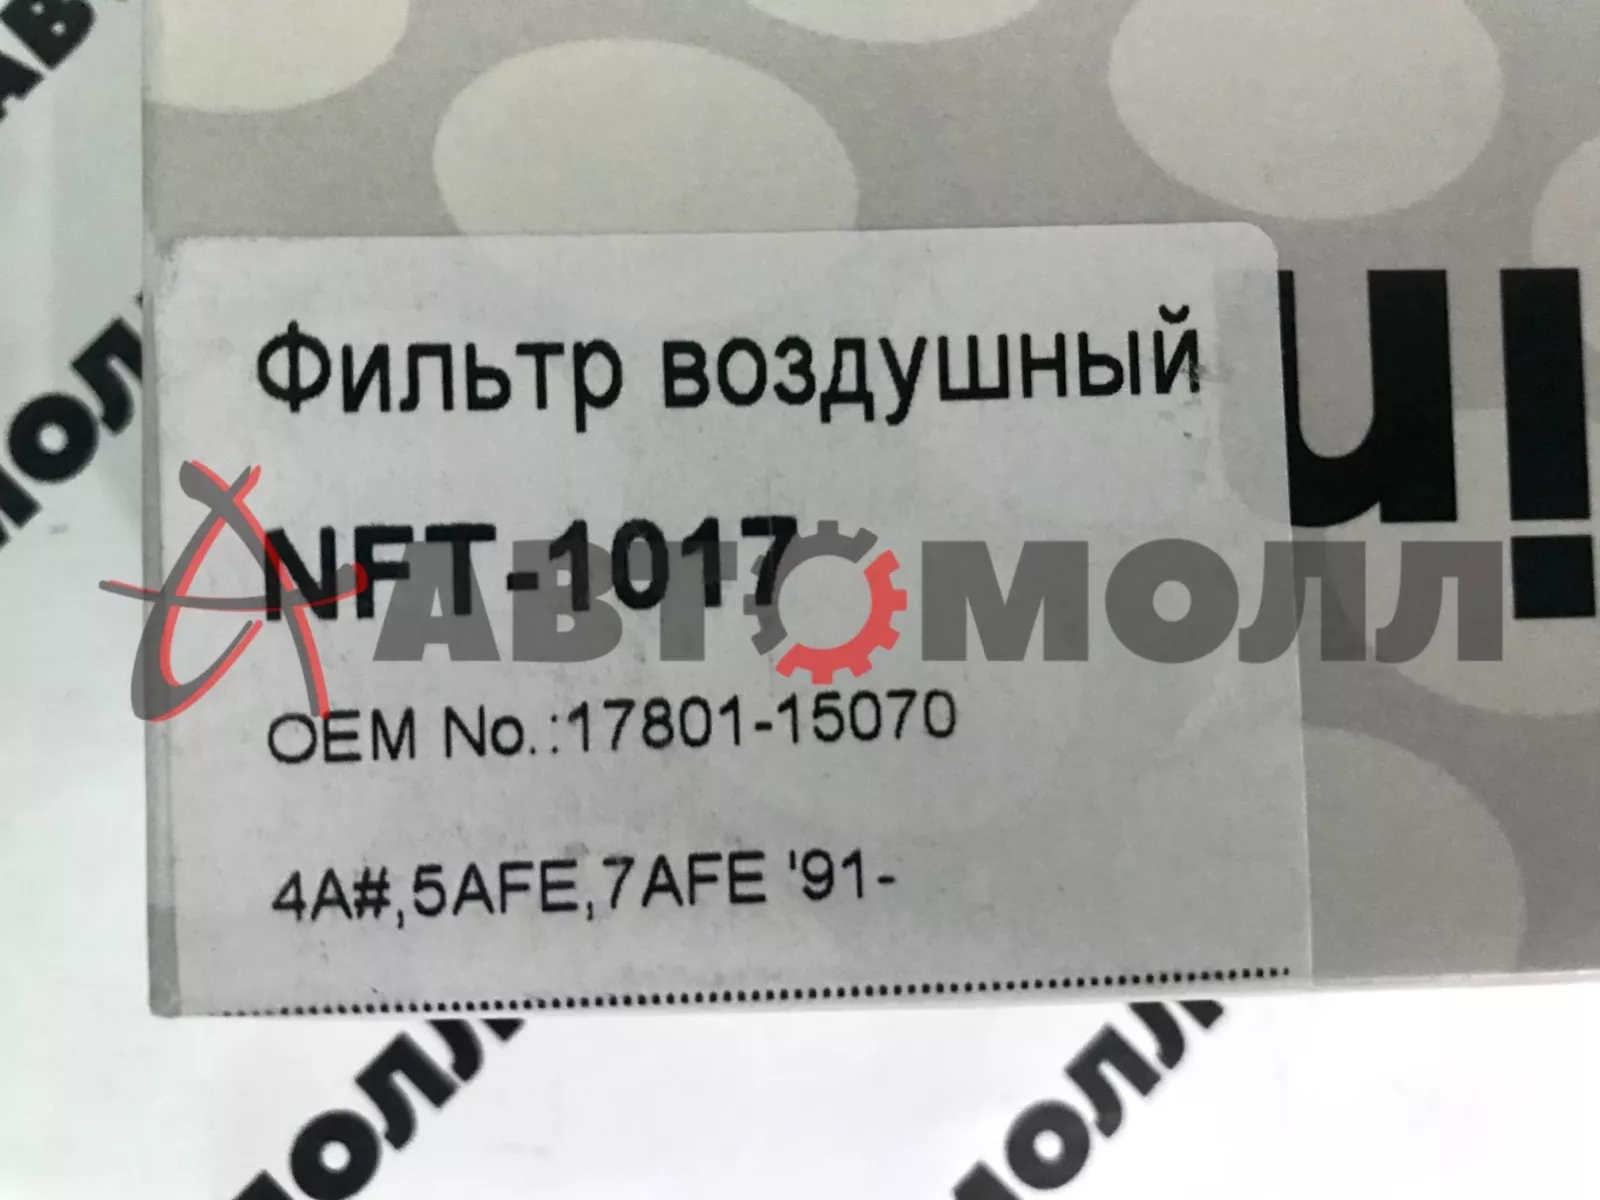 Фильтр воздушный
NFT-1017
АВТОМОЛЛ
OEM No.:17801-15070
4A#,5AFE,7AFE '91-